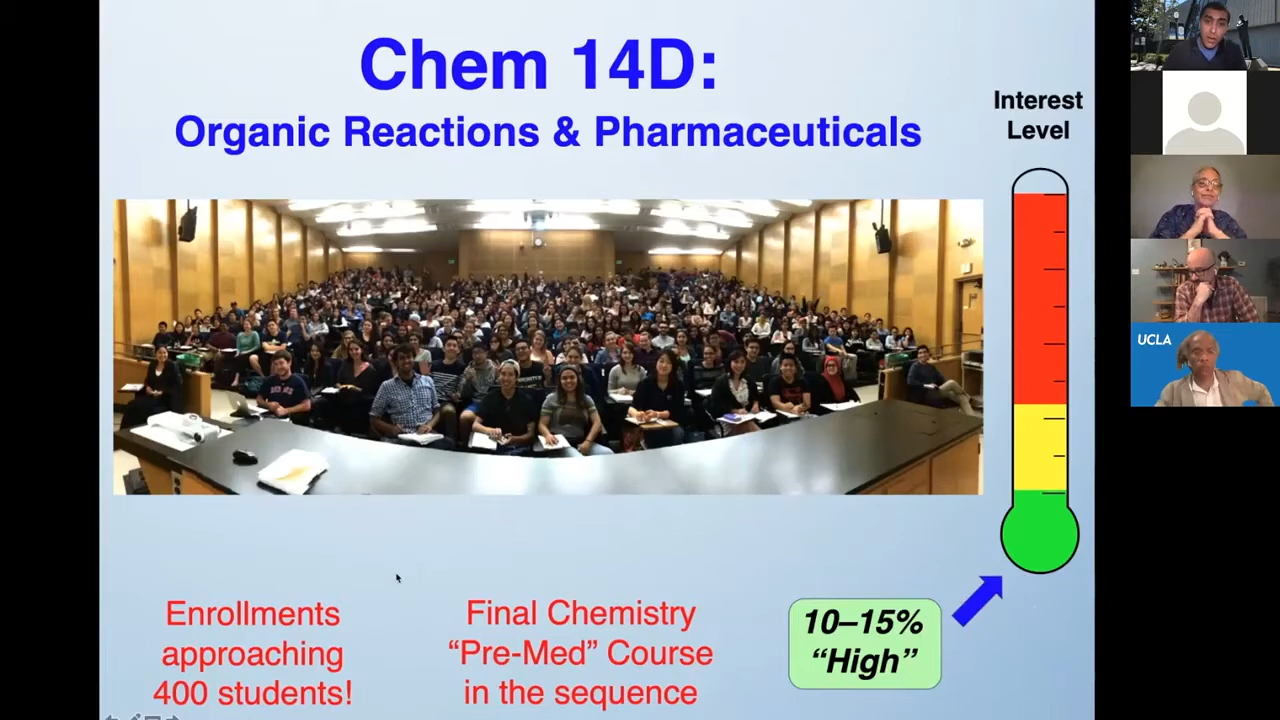 Chem 14D:
Organic Reactions & Pharmaceuticals
Interest
Level
UCLA
Enrollments
approaching
400 students!
Final Chemistry
“Pre-Med” Course
in the sequence
10–15%
“High”